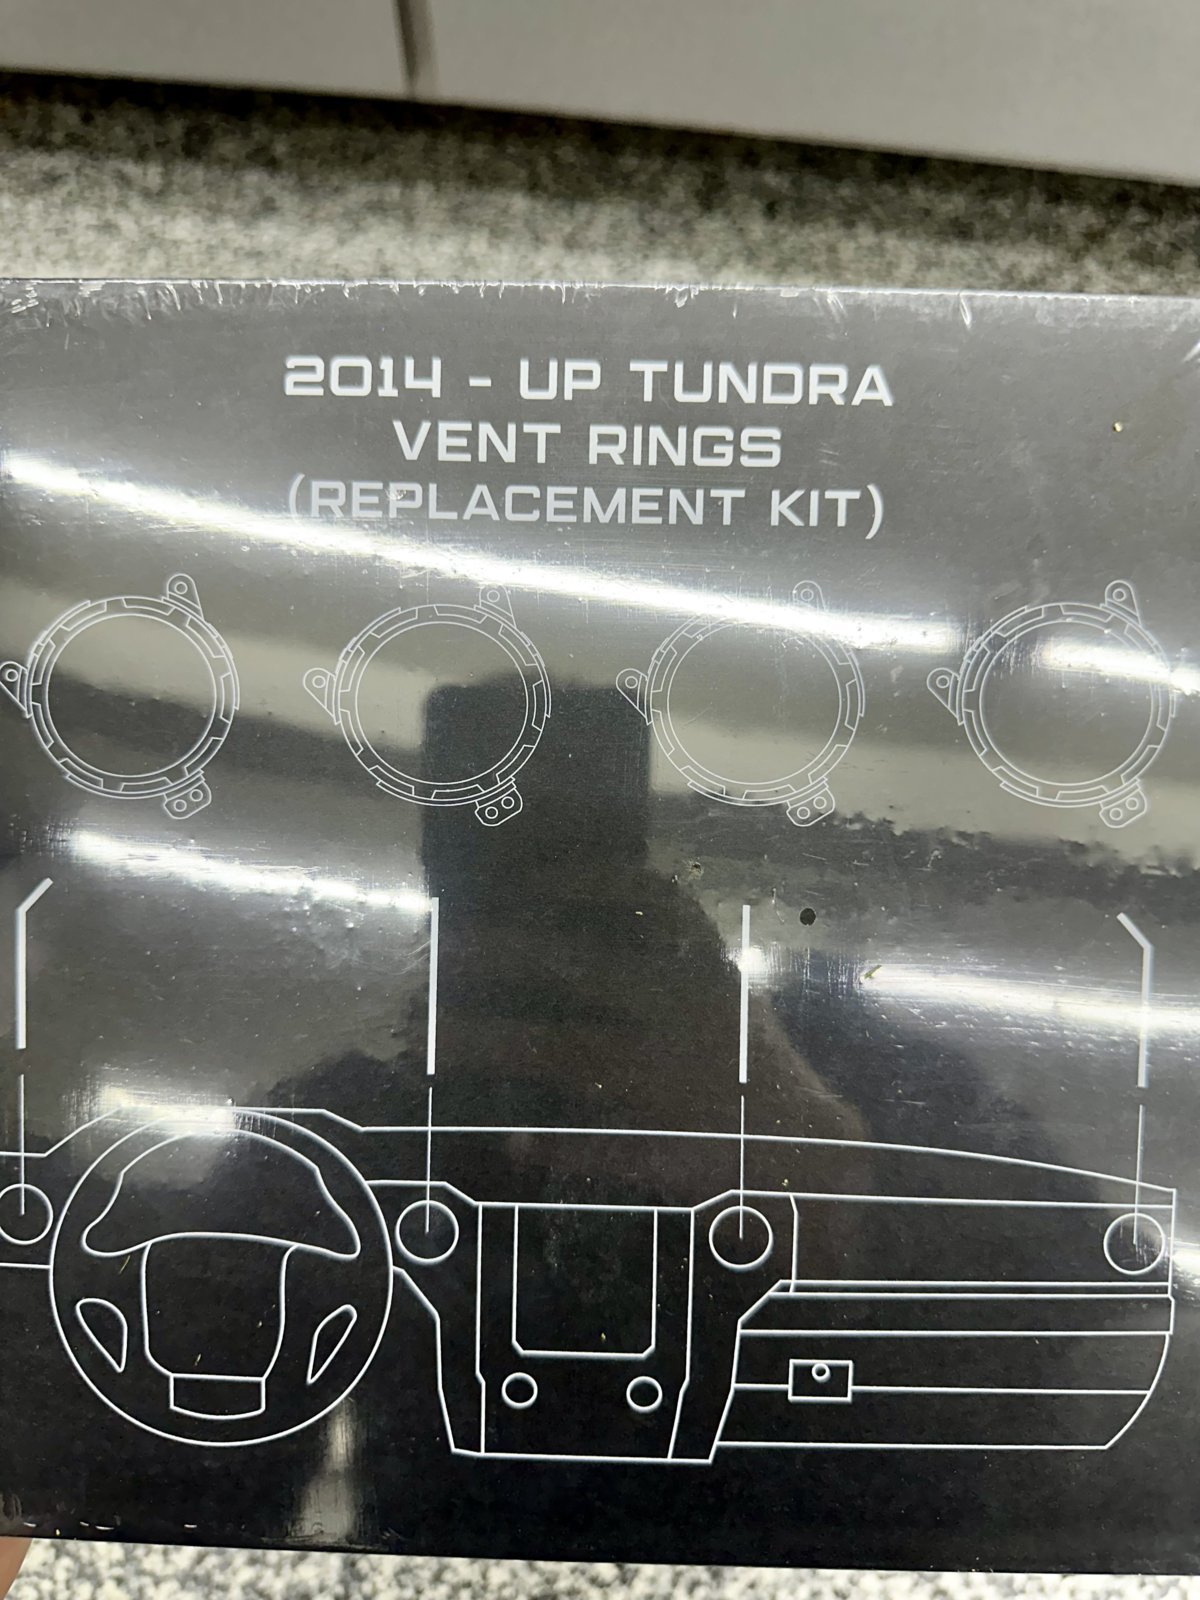 2014 - UP TUNDRA
VENT RINGS
(REPLACEMENT KIT)